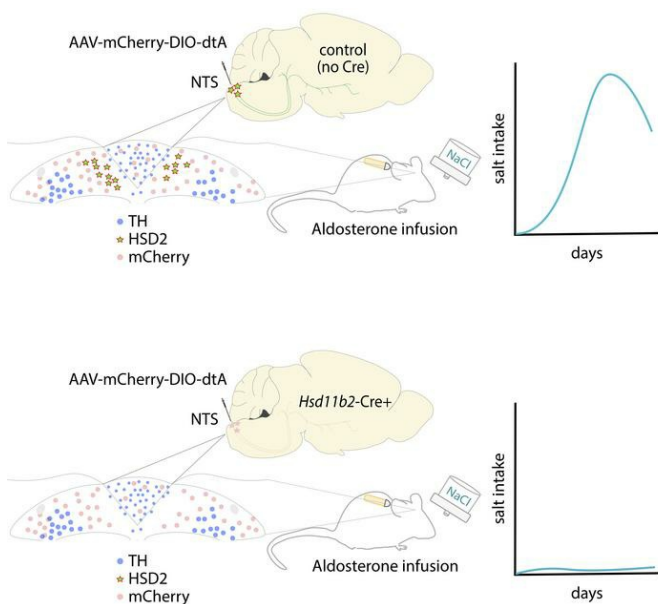 AAV-mCherry-DIO-dtA
control
(no Cre)
NTS
NaCl
TH
HSD2
mCherry
Aldosterone infusion
salt intake
days
AAV-mCherry-DIO-dtA
Hsd11b2-Cre+
NTS
NaCl
TH
HSD2
mCherry
Aldosterone infusion
salt intake
days